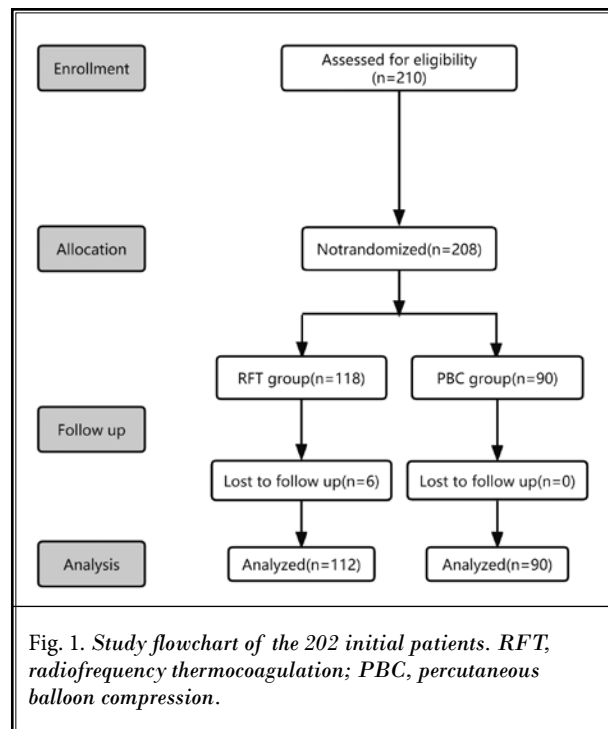 Enrollment
Assessed for eligibility
(n=210)
Allocation
Notrandomized(n=208)
RFT group(n=118)
PBC group(n=90)
Follow up
Lost to follow up(n=6)
Lost to follow up(n=0)
Analysis
Analyzed(n=112)
Analyzed(n=90)
Fig. 1. Study flowchart of the 202 initial patients. RFT,
radiofrequency thermocoagulation; PBC, percutaneous
balloon compression.